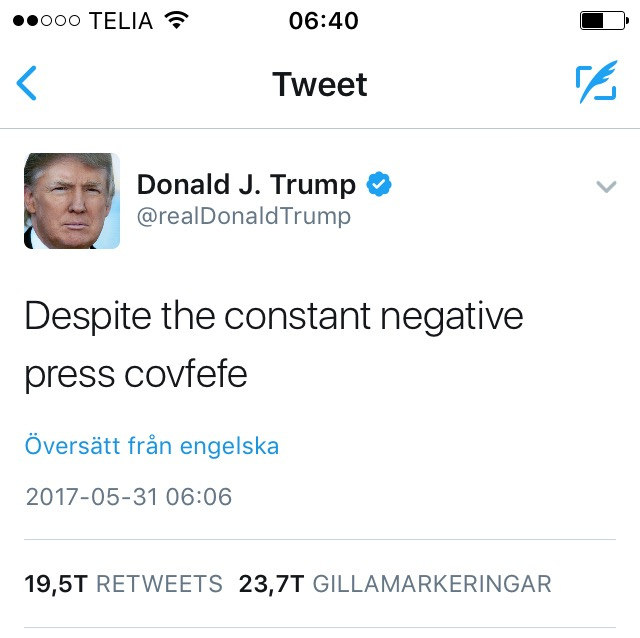 TELIA 06:40
Tweet
Donald J. Trump
@realDonaldTrump
Despite the constant negative
press covfefe
Översätt från engelska
2017-05-31 06:06
19,5T RETWEETS 23,7T GILLAMARKERINGAR